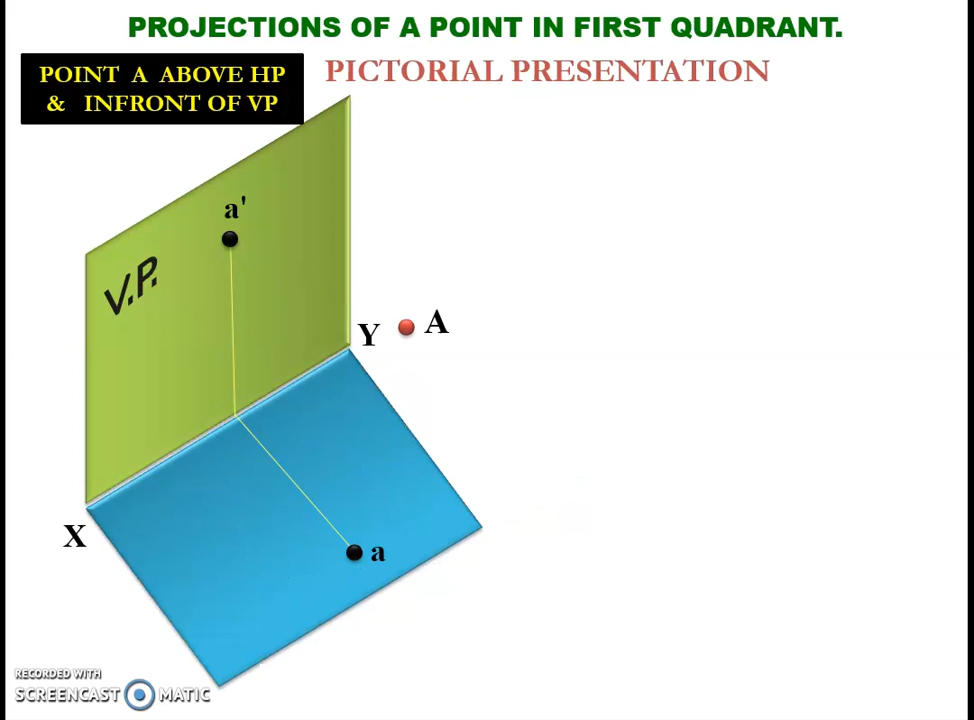 PROJECTIONS OF A POINT IN FIRST QUADRANT.
POINT A ABOVE HP
& INFRONT OF VP
PICTORIAL PRESENTATION
a'
V.P.
Y
A
X
a
RECORDED WITH
SCREENCAST MATIC